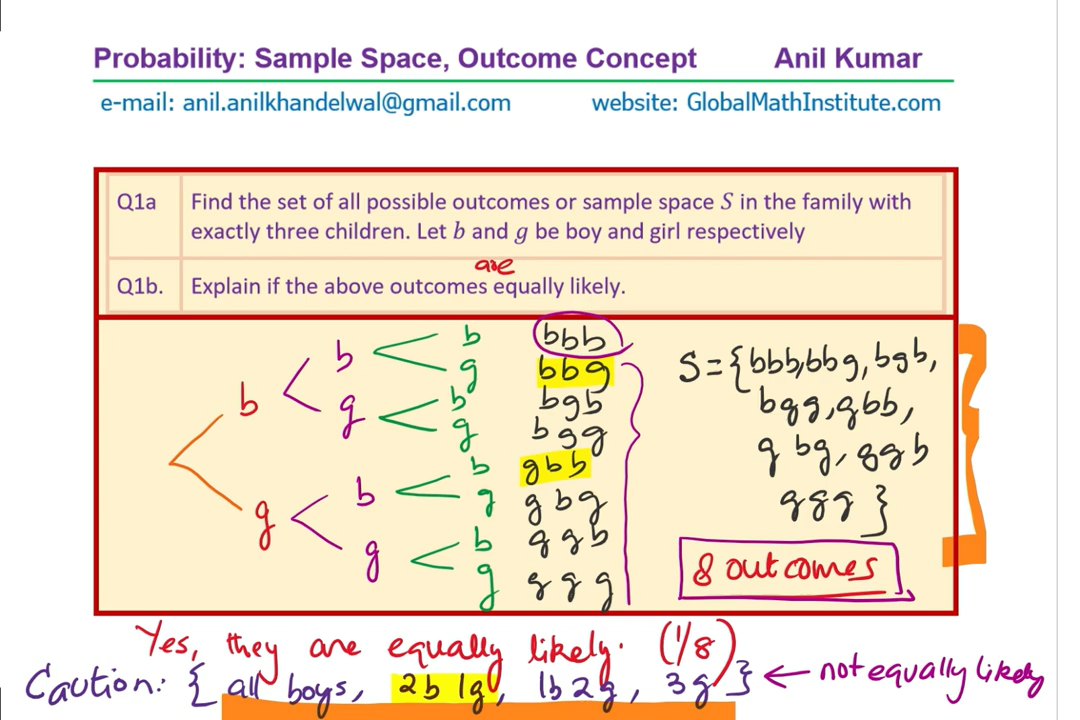 Probability: Sample Space, Outcome Concept Anil Kumar
e-mail: anil.anilkhandelwal@gmail.com website: GlobalMathInstitute.com
Q1a Find the set of all possible outcomes or sample space S in the family with
exactly three children. Let b and g be boy and girl respectively
are
Q1b. Explain if the above outcomes equally likely.
b bbb
b
g bbg
b
b bgb
g
g bgg
b gbb
b
g gbg
g
b ggb
g
g ggg
S={bbb,bbg,bgb,
bgg,gbb,
gbg,ggb
ggg}
8 outcomes
Yes, they are equally likely. (1/8)
Caution: { all boys, 2b 1g, 1b 2g, 3g } ← not equally likely